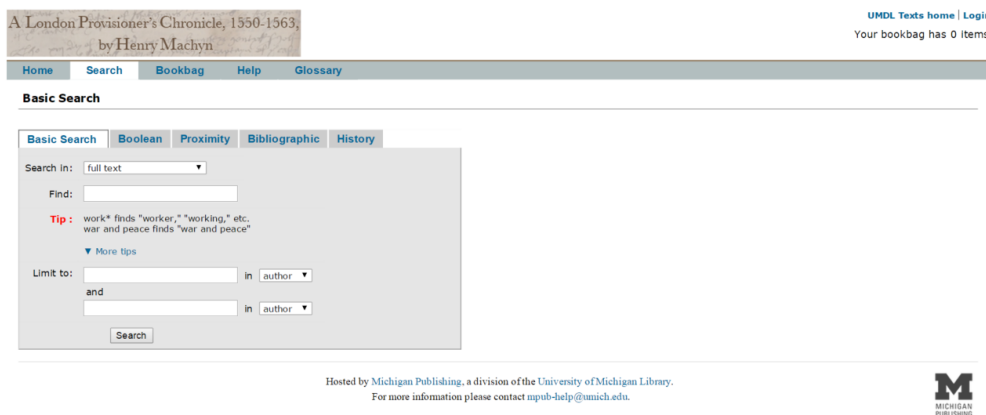 A London Provisioner's Chronicle, 1550-1563,
by Henry Machyn
UMDL Texts home | Login
Your bookbag has 0 items
Home Search Bookbag Help Glossary
Basic Search
Basic Search Boolean Proximity Bibliographic History
Search in: full text ▼
Find:
Tip : work* finds "worker," "working," etc.
war and peace finds "war and peace"
▼ More tips
Limit to: in author ▼
and
in author ▼
Search
Hosted by Michigan Publishing, a division of the University of Michigan Library.
For more information please contact mpub-help@umich.edu.
M
MICHIGAN
PUBLISHING